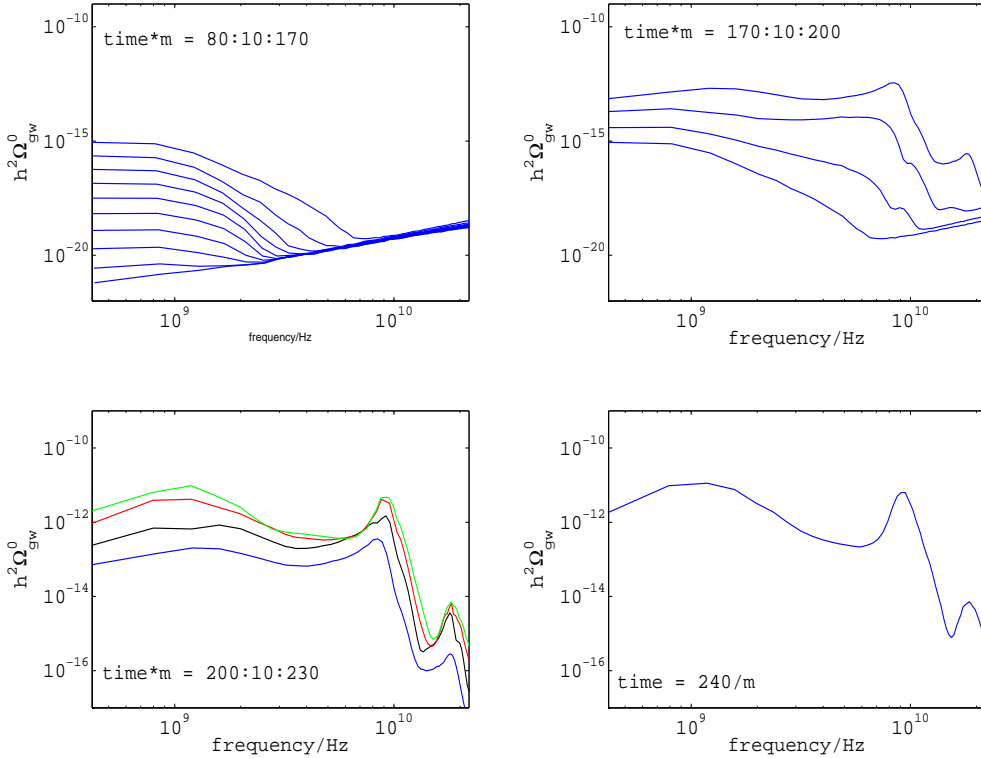 10^-10
time*m = 80:10:170
10^-15
h^2Ω^0_gw
10^-20
10^9
10^10
frequency/Hz
10^-10
time*m = 170:10:200
10^-15
h^2Ω^0_gw
10^-20
10^9
10^10
frequency/Hz
10^-10
10^-12
h^2Ω^0_gw
10^-14
10^-16
time*m = 200:10:230
10^9
10^10
frequency/Hz
10^-10
10^-12
h^2Ω^0_gw
10^-14
10^-16
time = 240/m
10^9
10^10
frequency/Hz